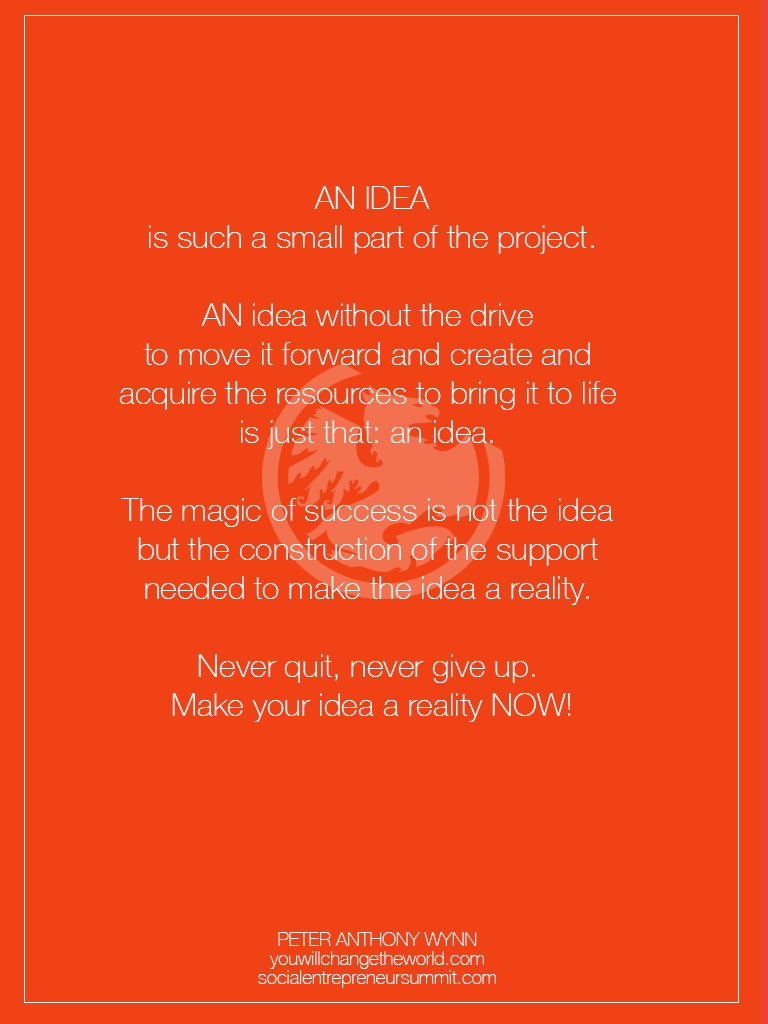 AN IDEA
is such a small part of the project.
AN idea without the drive
to move it forward and create and
acquire the resources to bring it to life
is just that: an idea.
The magic of success is not the idea
but the construction of the support
needed to make the idea a reality.
Never quit, never give up.
Make your idea a reality NOW!
PETER ANTHONY WYNN
youwillchangetheworld.com
socialentrepreneursummit.com